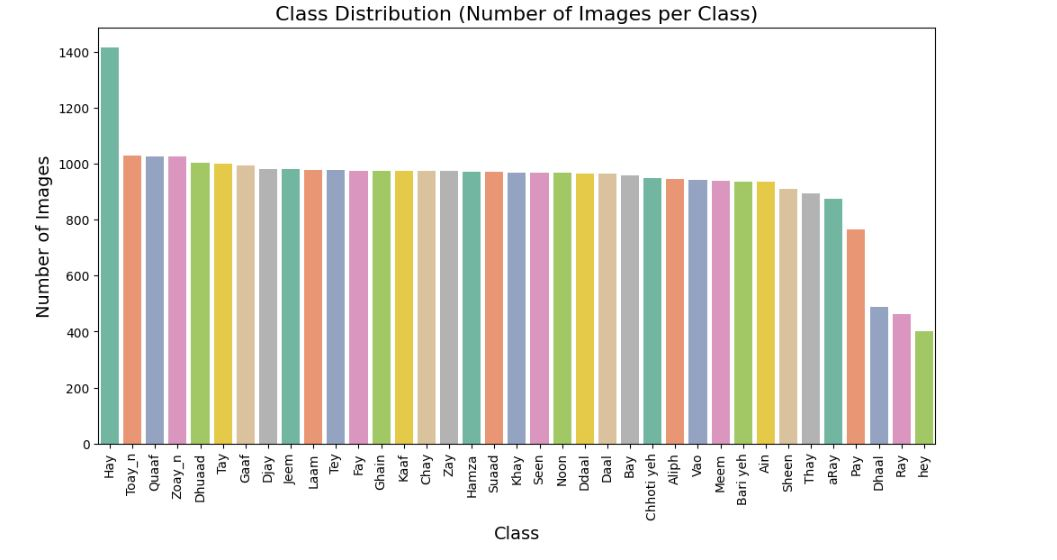 Class Distribution (Number of Images per Class)
Number of Images
1400
1200
1000
800
600
400
200
0
Hay
Toay_n
Quaaf
Zoay_n
Dhuaad
Tay
Gaaf
Djay
Jeem
Laam
Tey
Fay
Ghain
Kaaf
Chay
Zay
Hamza
Suaad
Khay
Seen
Noon
Ddaal
Daal
Bay
Chhoti yeh
Aliph
Vao
Meem
Bari yeh
Ain
Sheen
Thay
aRay
Pay
Dhaal
Ray
hey
Class